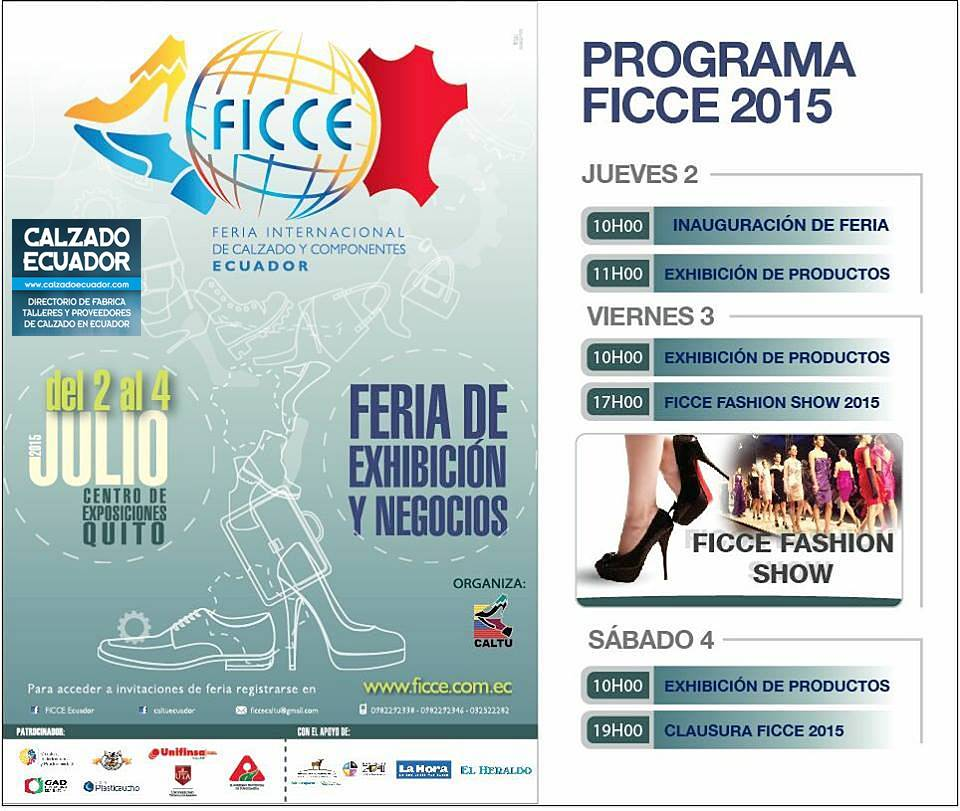 FICCE
FERIA INTERNACIONAL
DE CALZADO Y COMPONENTES
ECUADOR
CALZADO
ECUADOR
www.calzadoecuador.com
DIRECTORIO DE FABRICA
TALLERES Y PROVEEDORES
DE CALZADO EN ECUADOR
del 2 al 4
2015
JULIO
CENTRO DE
EXPOSICIONES
QUITO
FERIA DE
EXHIBICIÓN
Y NEGOCIOS
ORGANIZA:
CALTU
Para acceder a invitaciones de feria registrarse en
www.ficce.com.ec
FICCE Ecuador
caltuecuador
ficcecaltu@gmail.com
0982292338 - 0982292346 - 032522282
PATROCINADOR:
CON EL APOYO DE:
Unifinsa
GAD
Plasticaucho
UTA
LA HORA
EL HERALDO
PROGRAMA
FICCE 2015
JUEVES 2
10H00 INAUGURACIÓN DE FERIA
11H00 EXHIBICIÓN DE PRODUCTOS
VIERNES 3
10H00 EXHIBICIÓN DE PRODUCTOS
17H00 FICCE FASHION SHOW 2015
FICCE FASHION
SHOW
SÁBADO 4
10H00 EXHIBICIÓN DE PRODUCTOS
19H00 CLAUSURA FICCE 2015